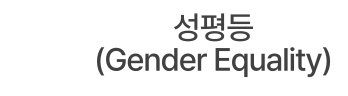 성평등
(Gender Equality)